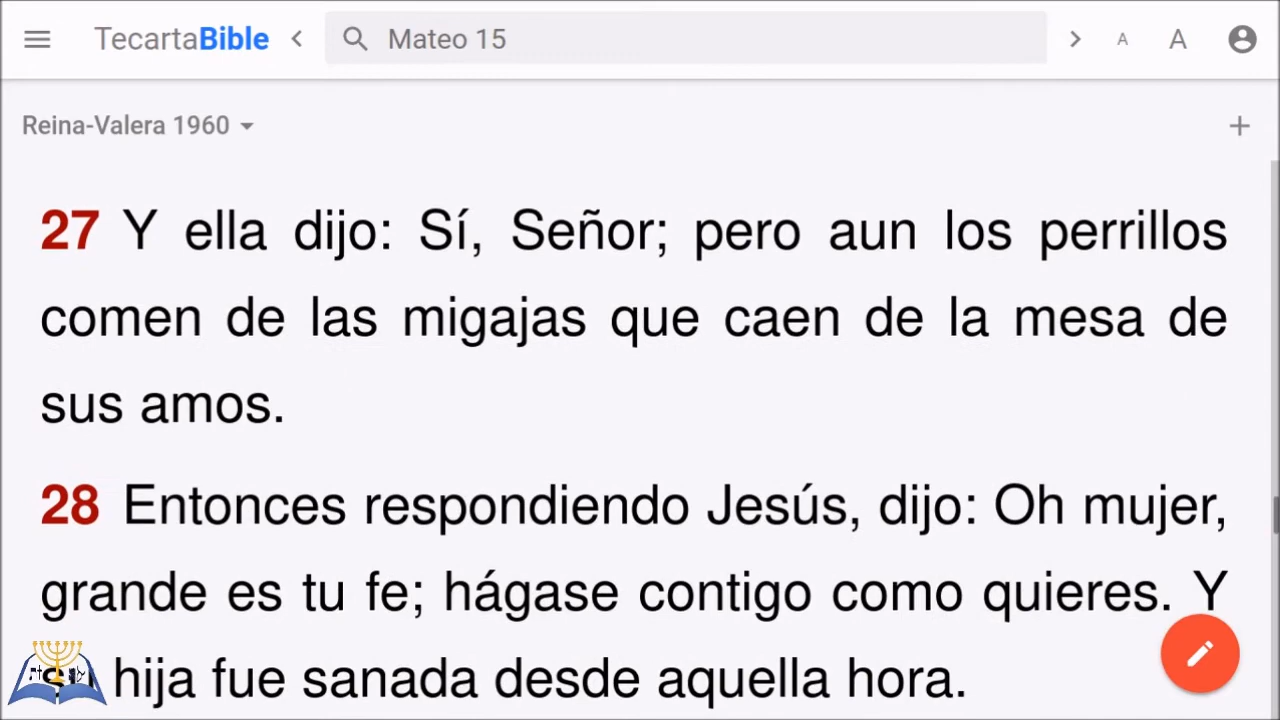 TecartaBible Mateo 15 A A
Reina-Valera 1960
27 Y ella dijo: Sí, Señor; pero aun los perrillos
comen de las migajas que caen de la mesa de
sus amos.
28 Entonces respondiendo Jesús, dijo: Oh mujer,
grande es tu fe; hágase contigo como quieres. Y
hija fue sanada desde aquella hora.